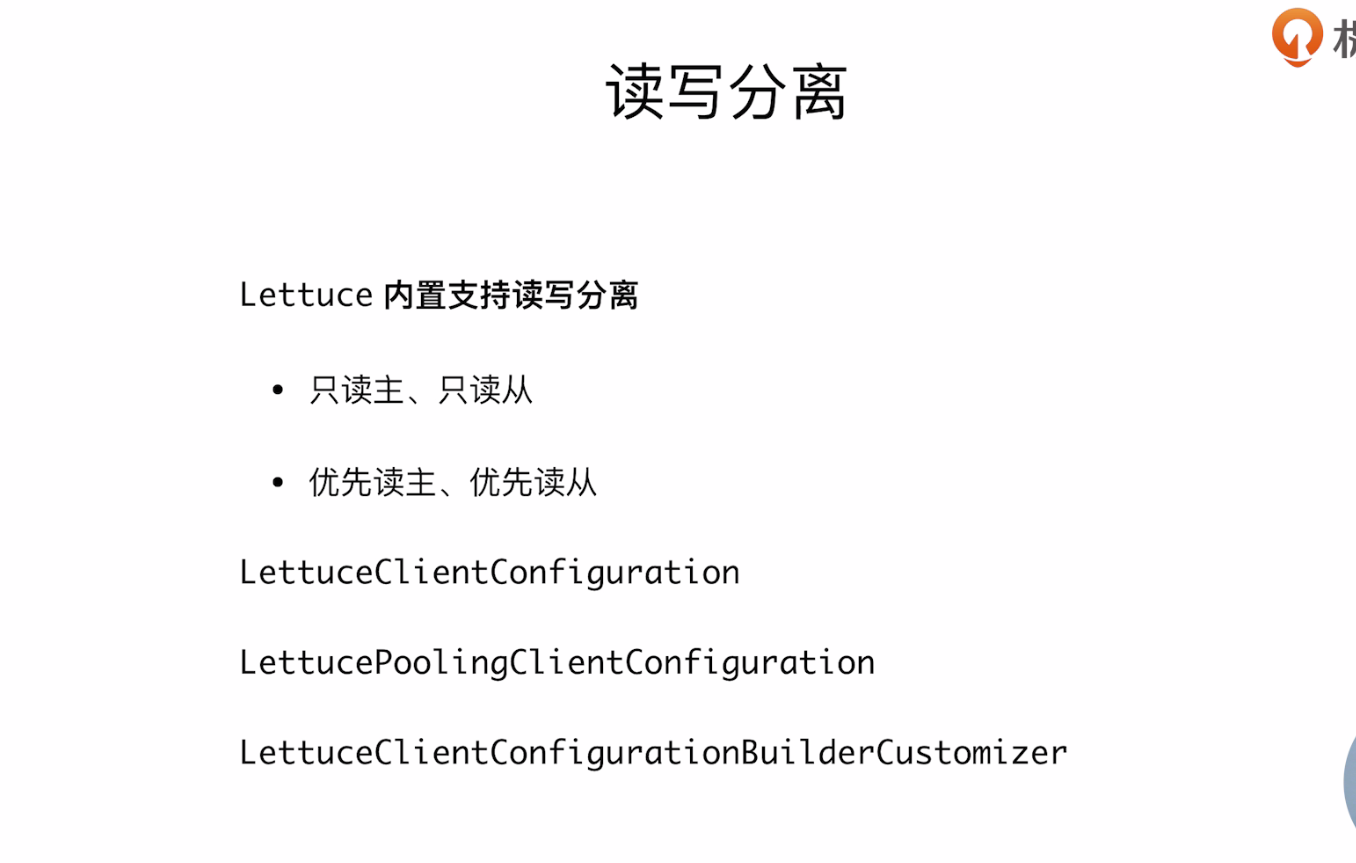 读写分离
Lettuce 内置支持读写分离
• 只读主、只读从
• 优先读主、优先读从
LettuceClientConfiguration
LettucePoolingClientConfiguration
LettuceClientConfigurationBuilderCustomizer